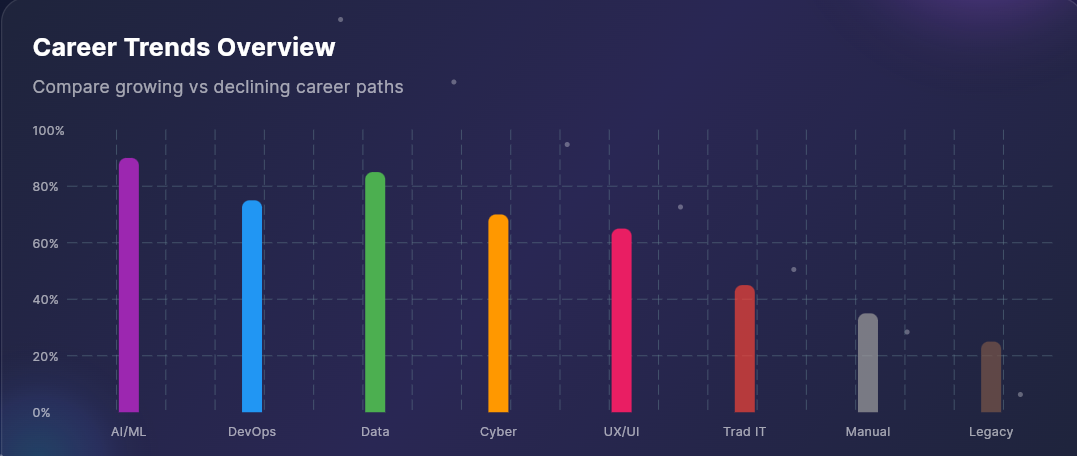 Career Trends Overview
Compare growing vs declining career paths
100%
80%
60%
40%
20%
0%
AI/ML DevOps Data Cyber UX/UI Trad IT Manual Legacy